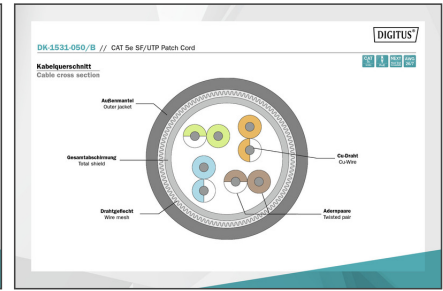 DIGITUS®
DK-1531-050/B // CAT 5e SF/UTP Patch Cord
Kabelquerschnitt
Cable cross section
Außenmantel
Outer jacket
Gesamtabschirmung
Total shield
Cu-Draht
Cu-Wire
Drahtgeflecht
Wire mesh
Adernpaare
Twisted pair